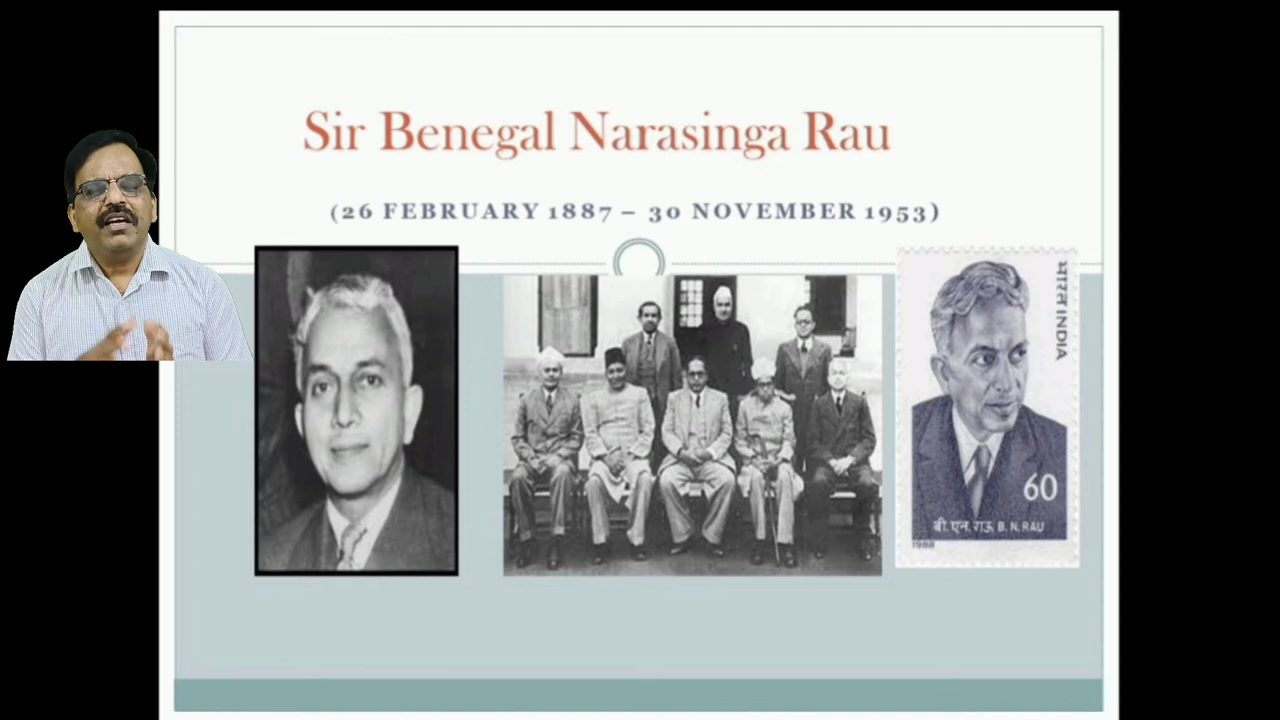 Sir Benegal Narasinga Rau
(26 FEBRUARY 1887 – 30 NOVEMBER 1953)
भारत INDIA
60
बी. एन. राऊ B. N. RAU
1988